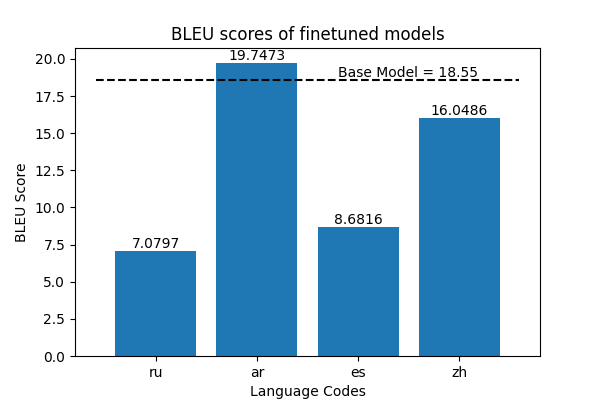 BLEU scores of finetuned models
BLEU Score
20.0
17.5
15.0
12.5
10.0
7.5
5.0
2.5
0.0
19.7473
Base Model = 18.55
16.0486
8.6816
7.0797
ru
ar
es
zh
Language Codes